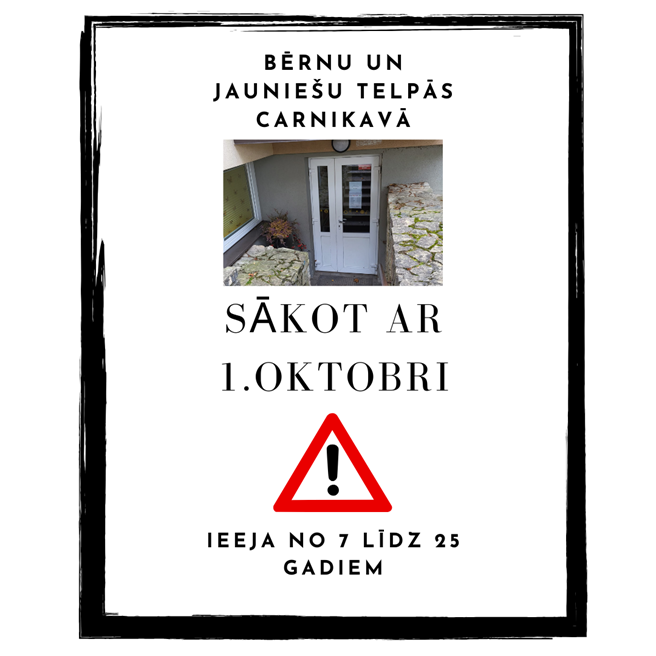 BĒRNU UN
JAUNIEŠU TELPĀS
CARNIKAVĀ
SĀKOT AR
1.OKTOBRI
!
IEEJA NO 7 LĪDZ 25
GADIEM